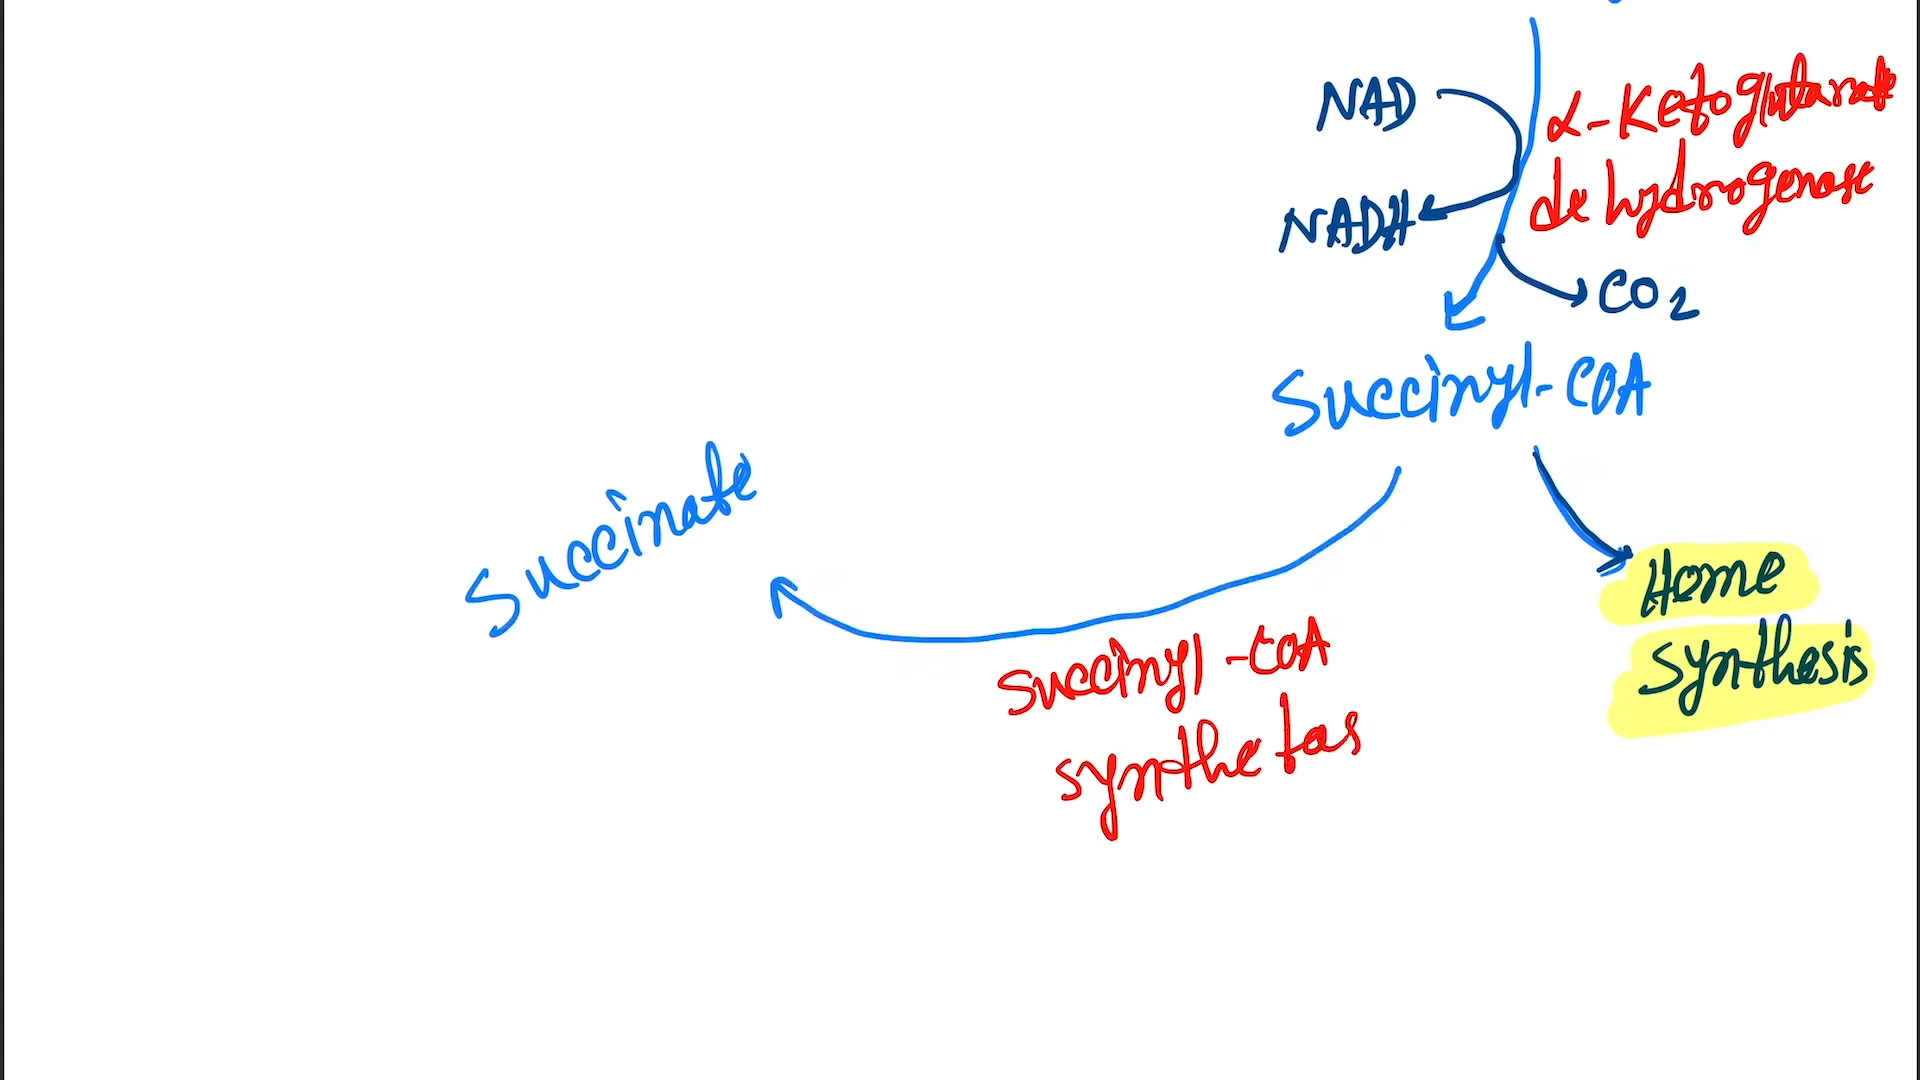 NAD
α-Ketoglutarate
dehydrogenase
NADH
CO2
Succinyl-COA
Succinate
Heme
synthesis
Succinyl-COA
synthetas